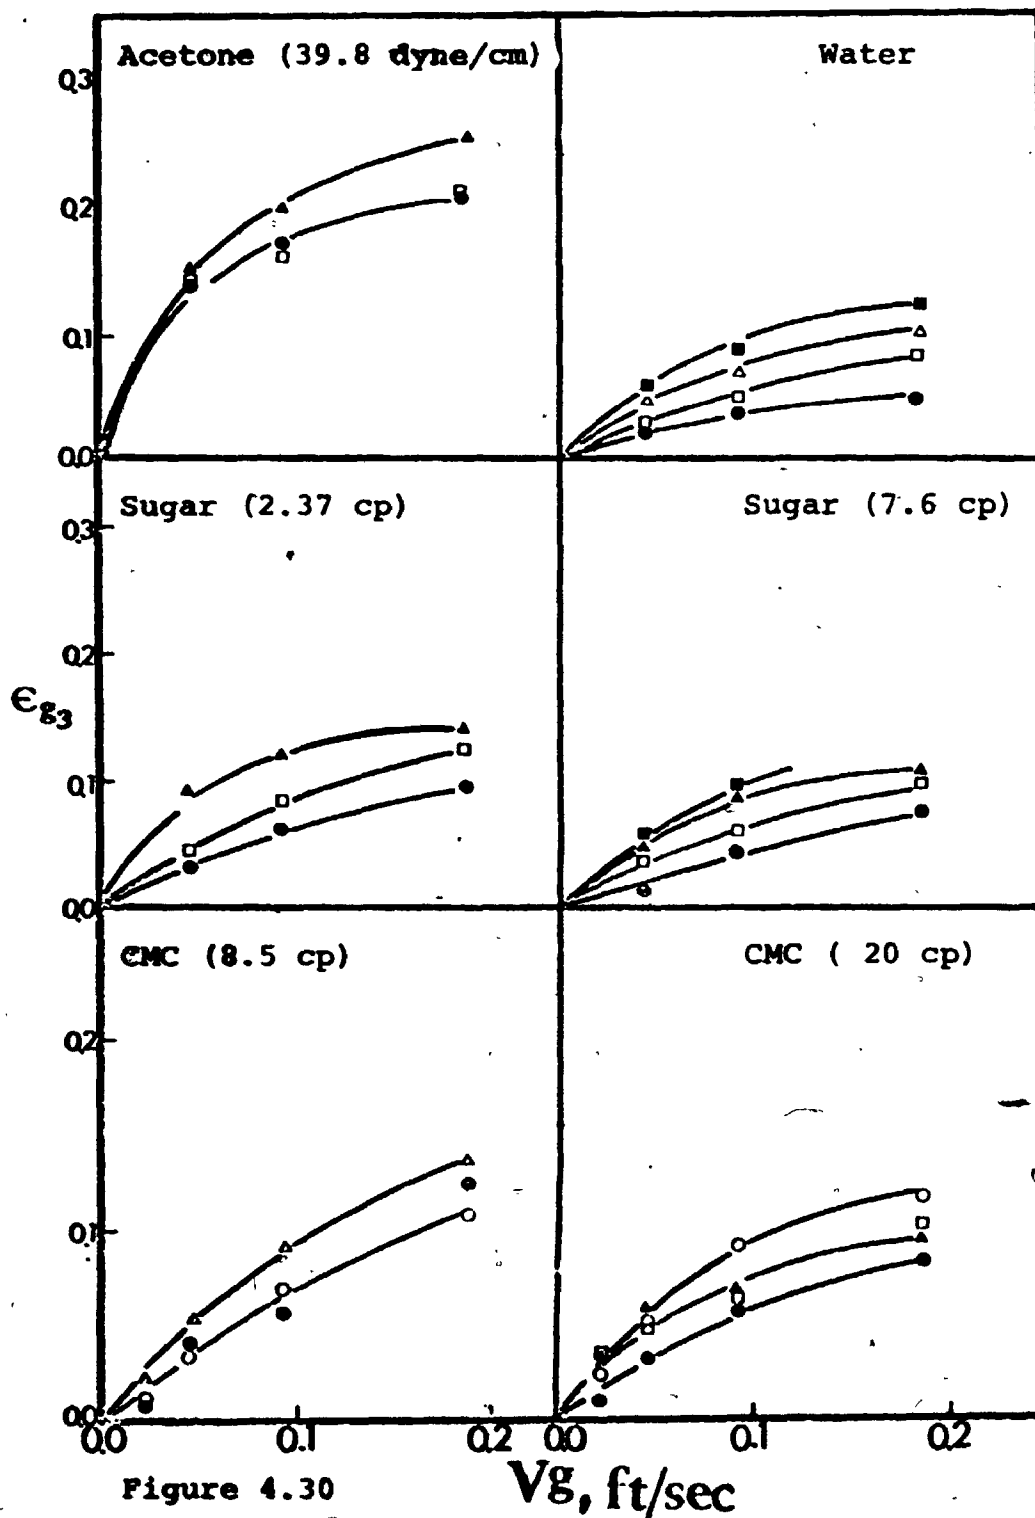 Acetone (39.8 dyne/cm)
Water
0.3
0.2
0.1
0.0
Sugar (2.37 cp)
Sugar (7.6 cp)
0.3
0.2
εg3
0.1
0.0
CMC (8.5 cp)
CMC ( 20 cp)
0.2
0.1
0.0
0.0 0.1 0.2 0.0 0.1 0.2
Figure 4.30
Vg, ft/sec